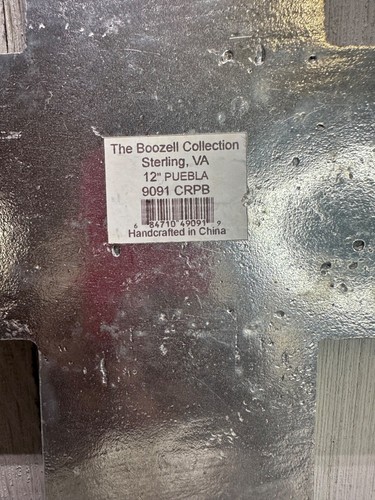 The Boozell Collection
Sterling, VA
12" PUEBLA
9091 CRPB
6 84710 49091 9
Handcrafted in China